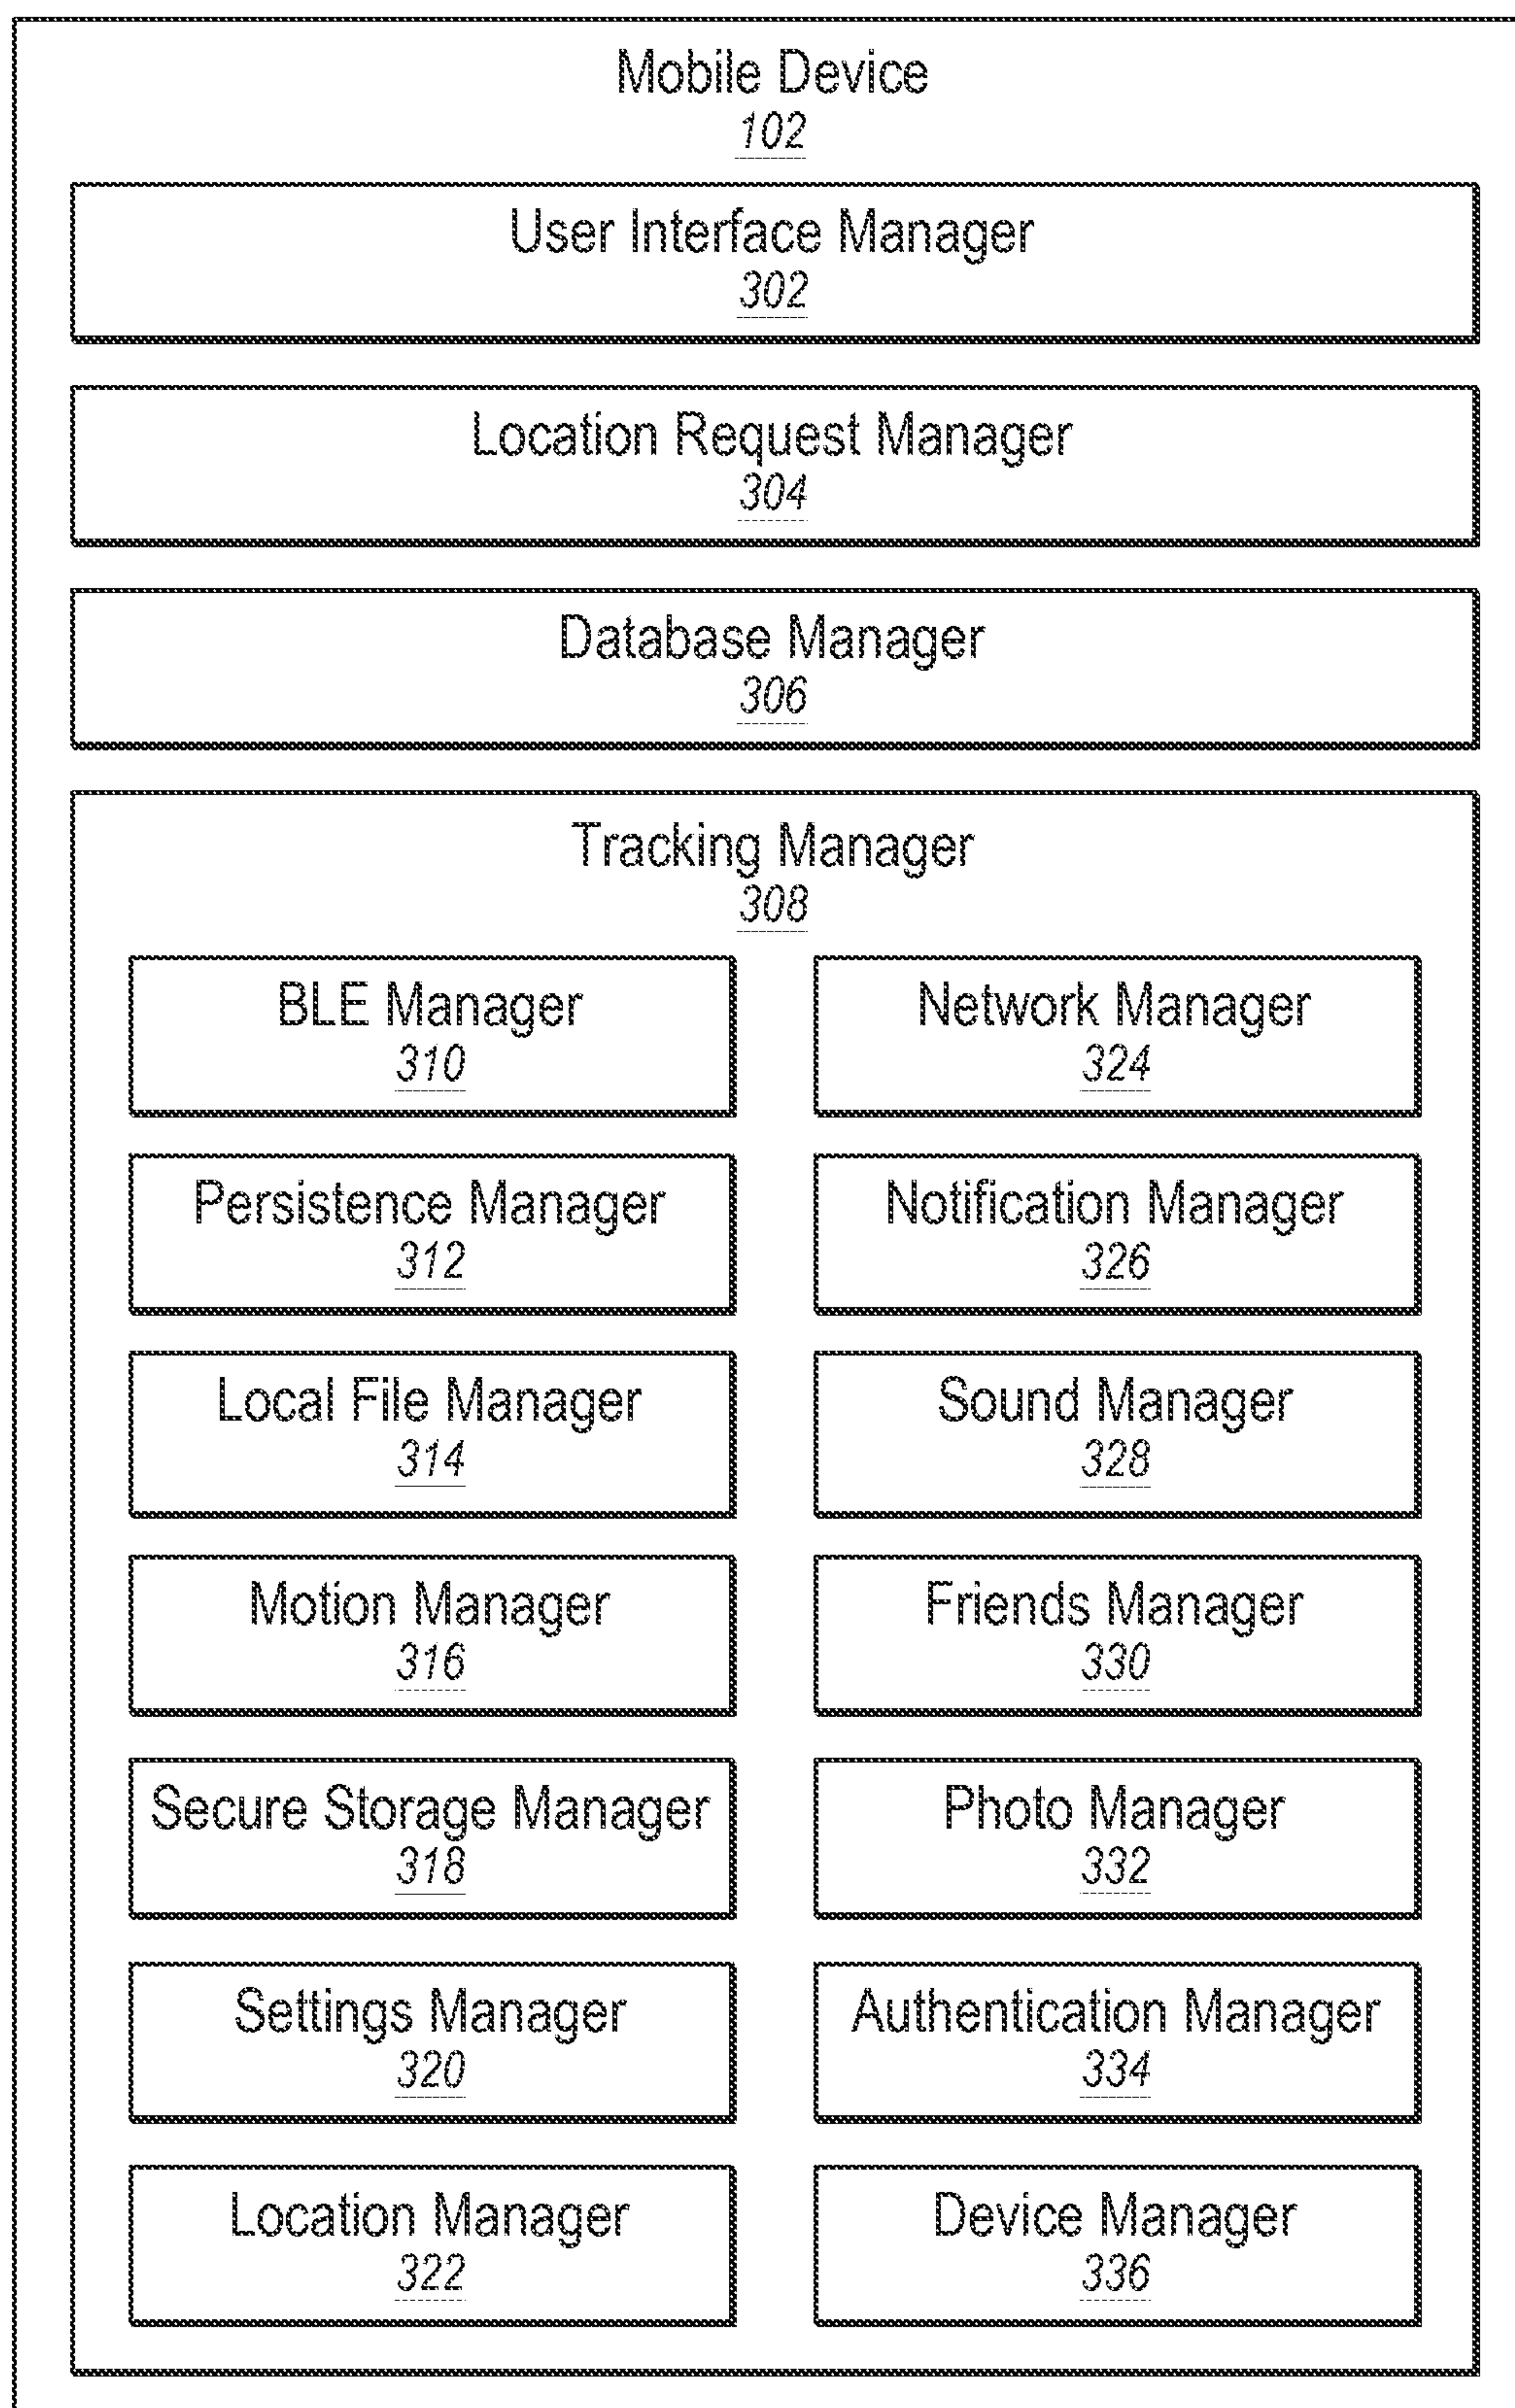 Mobile Device
102
User Interface Manager
302
Location Request Manager
304
Database Manager
306
Tracking Manager
308
BLE Manager
310
Network Manager
324
Persistence Manager
312
Notification Manager
326
Local File Manager
314
Sound Manager
328
Motion Manager
316
Friends Manager
330
Secure Storage Manager
318
Photo Manager
332
Settings Manager
320
Authentication Manager
334
Location Manager
322
Device Manager
336